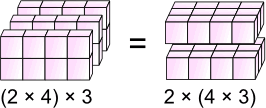 =
(2 × 4) × 3 2 × (4 × 3)